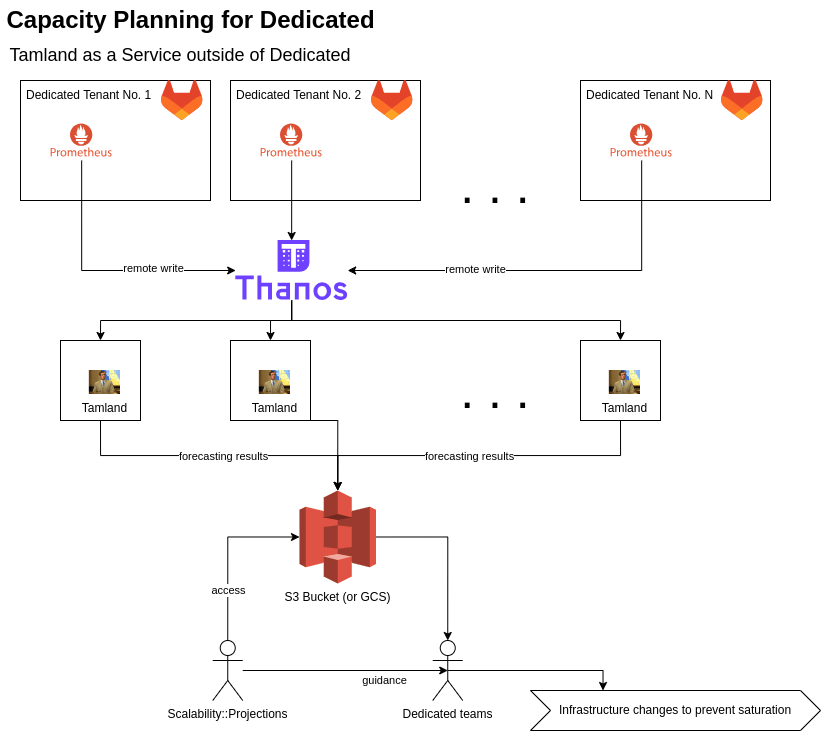 Capacity Planning for Dedicated
Tamland as a Service outside of Dedicated
Dedicated Tenant No. 1
Dedicated Tenant No. 2
Dedicated Tenant No. N
Prometheus
Prometheus
Prometheus
. . .
remote write
remote write
Thanos
Tamland
Tamland
. . .
Tamland
forecasting results
forecasting results
access
S3 Bucket (or GCS)
guidance
Scalability::Projections
Dedicated teams
Infrastructure changes to prevent saturation